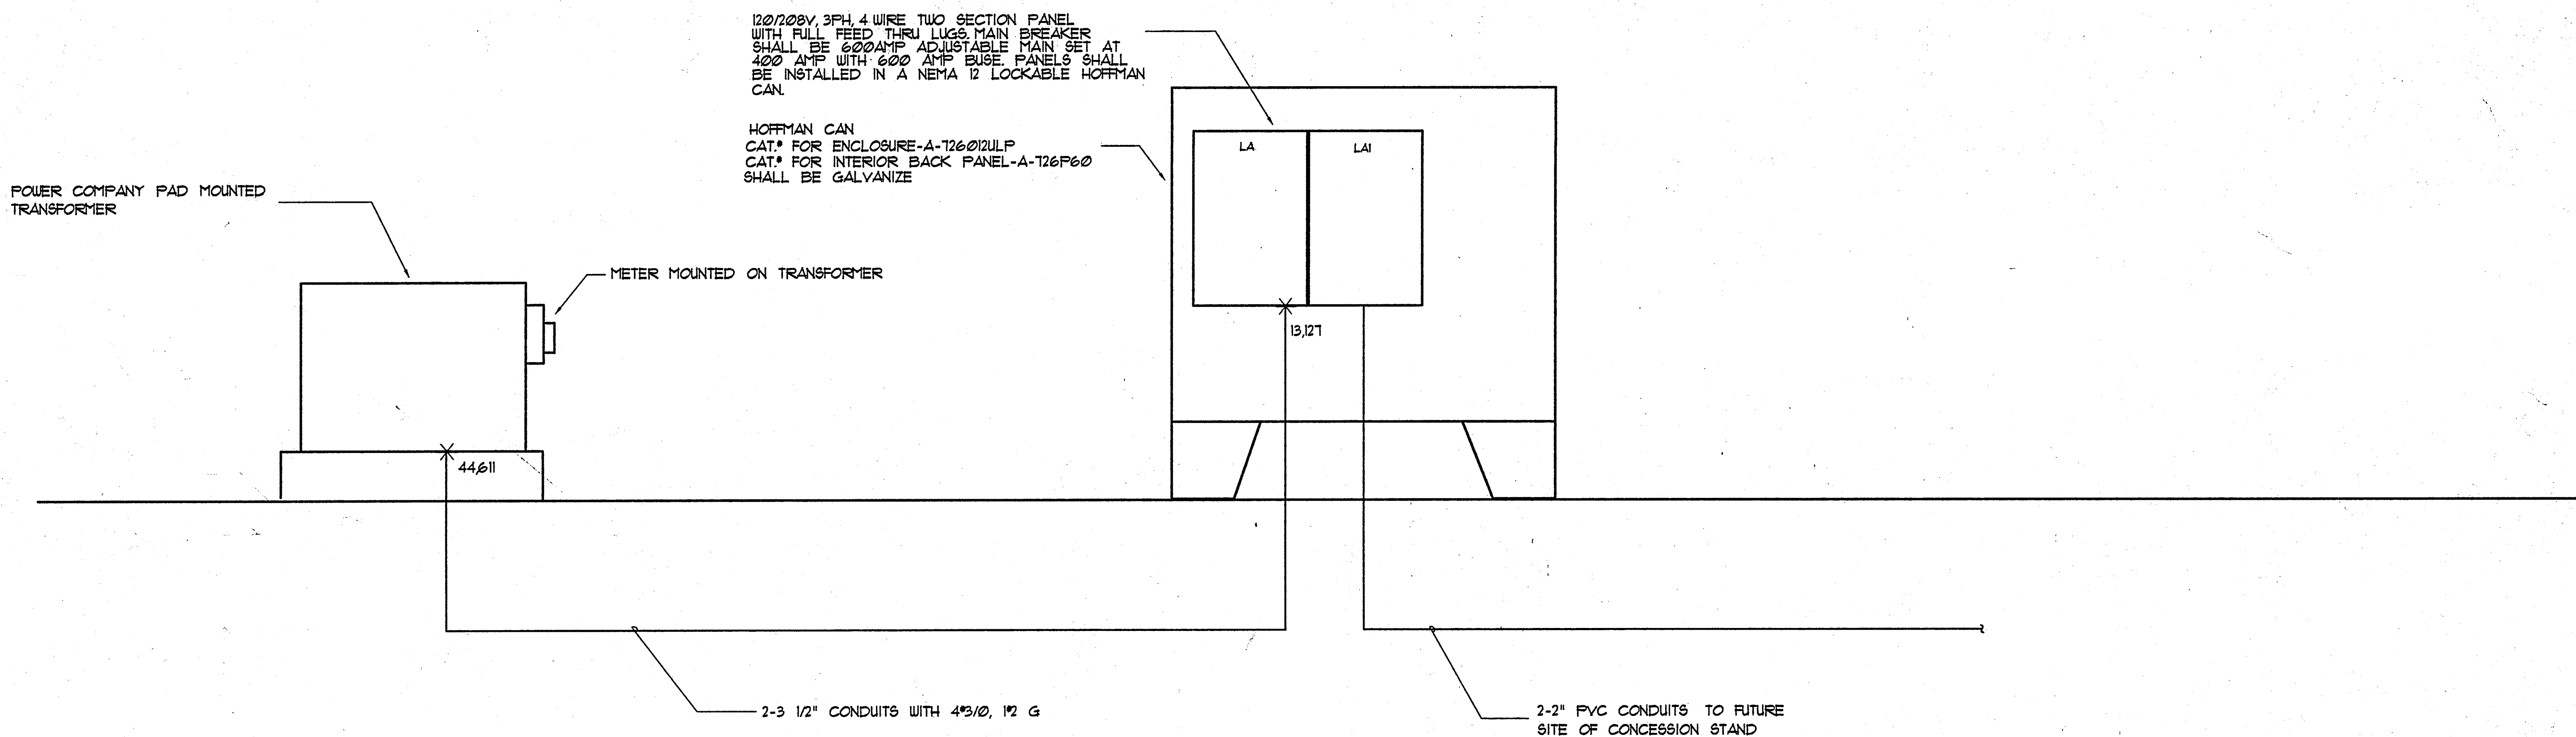 120/208V, 3PH, 4 WIRE TWO SECTION PANEL
WITH FULL FEED THRU LUGS. MAIN BREAKER
SHALL BE 600AMP ADJUSTABLE MAIN SET AT
400 AMP WITH 600 AMP BUSE. PANELS SHALL
BE INSTALLED IN A NEMA 12 LOCKABLE HOFFMAN
CAN.
HOFFMAN CAN
CAT.# FOR ENCLOSURE-A-726012ULP
CAT.# FOR INTERIOR BACK PANEL-A-726P60
SHALL BE GALVANIZE
LA
LA1
POWER COMPANY PAD MOUNTED
TRANSFORMER
METER MOUNTED ON TRANSFORMER
13,127
44,611
2-3 1/2" CONDUITS WITH 4#3/0, 1#2 G
2-2" PVC CONDUITS TO FUTURE
SITE OF CONCESSION STAND